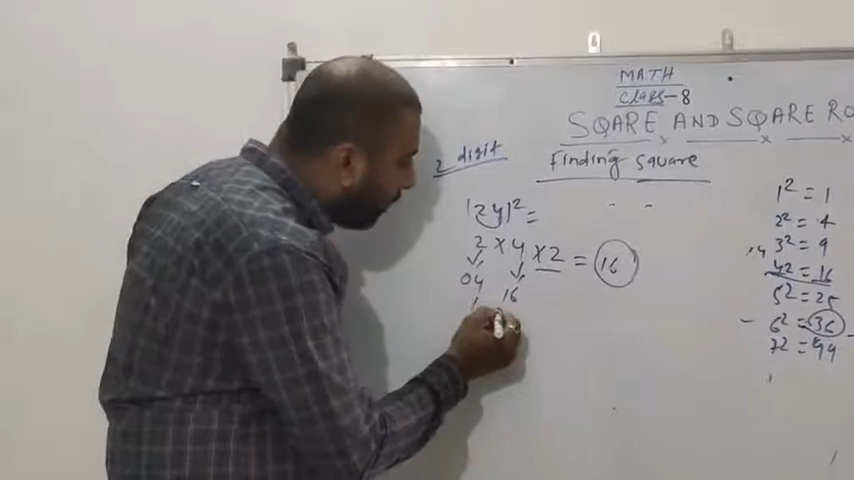 MATH
Class-8
SQARE AND SQARE RO
Finding square
2 digit
(24)² =
2 × 4 × 2 = 16
04 16
1
1² = 1
2² = 4
3² = 9
4² = 16
5² = 25
6² = 36
7² = 49